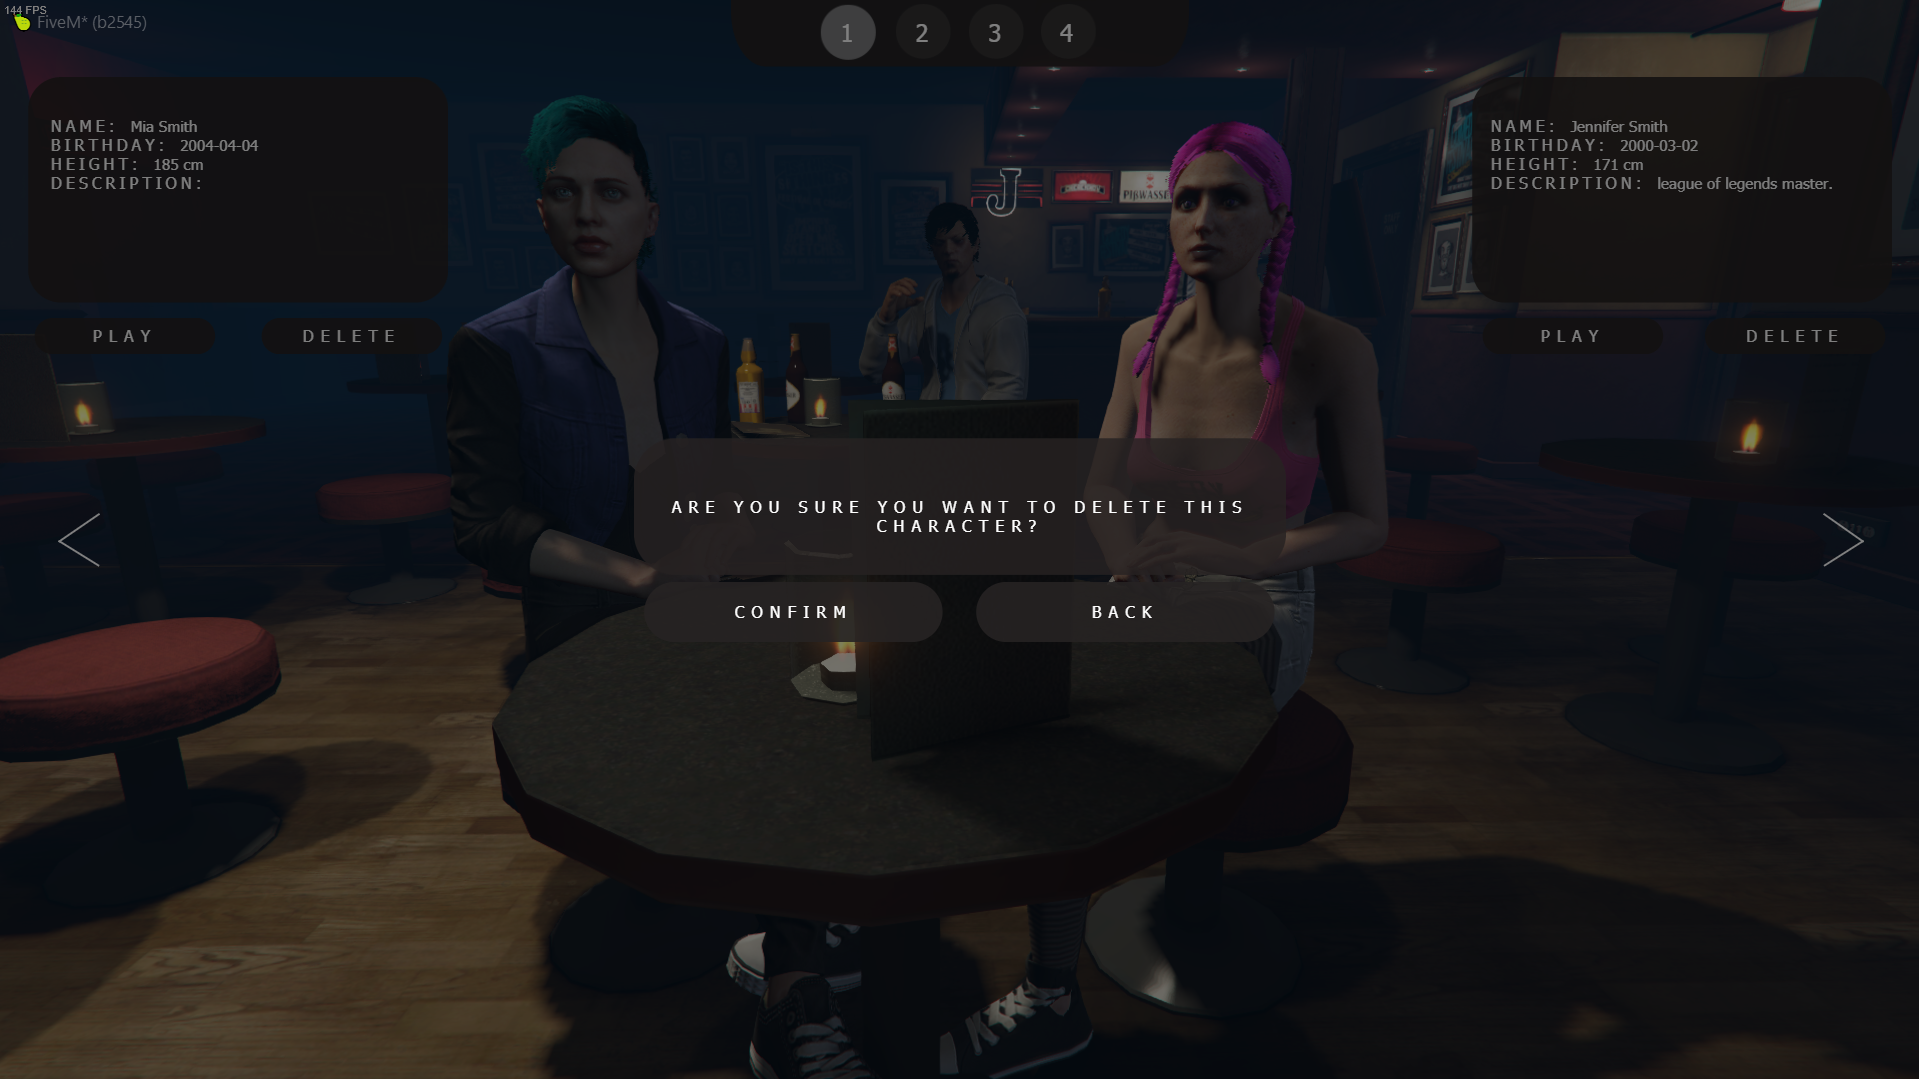 144 FPS
FiveM* (b2545)
1 2 3 4
NAME: Mia Smith
BIRTHDAY: 2004-04-04
HEIGHT: 185 cm
DESCRIPTION:
PLAY DELETE
NAME: Jennifer Smith
BIRTHDAY: 2000-03-02
HEIGHT: 171 cm
DESCRIPTION: league of legends master.
PLAY DELETE
J
PIßWASSE
ARE YOU SURE YOU WANT TO DELETE THIS
CHARACTER?
CONFIRM BACK